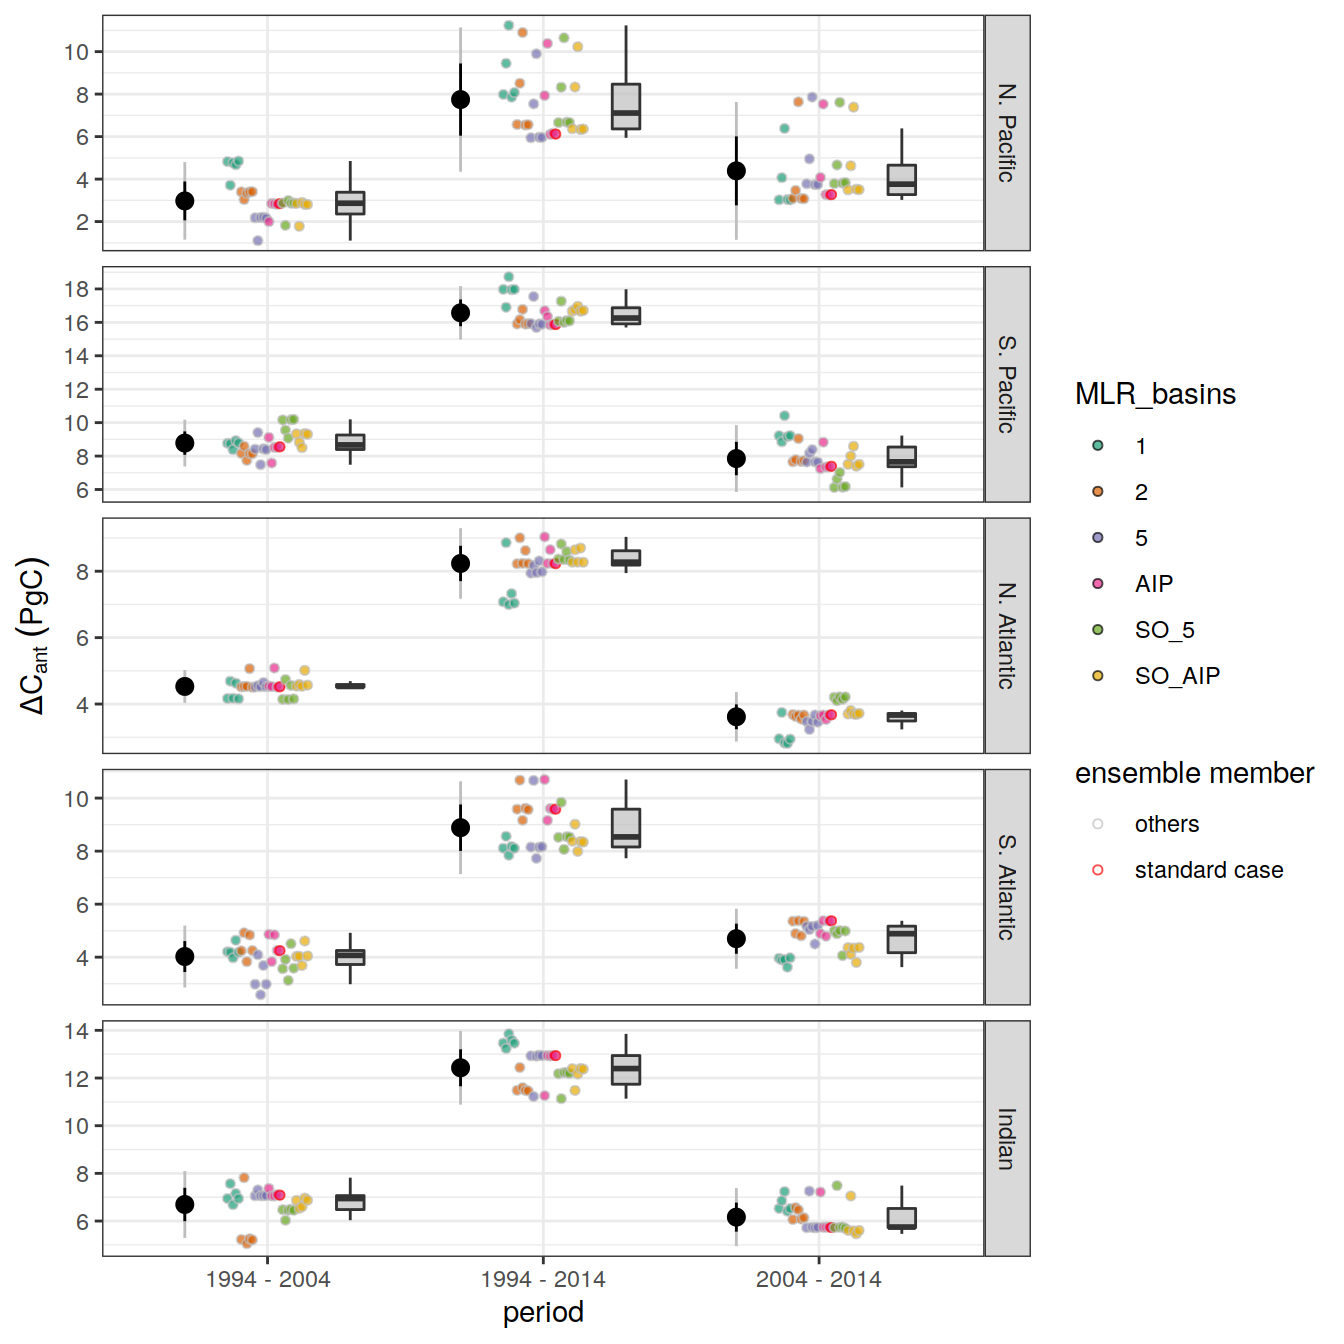 10
8
6
4
2
N. Pacific
18
16
14
12
10
8
6
S. Pacific
8
6
4
N. Atlantic
10
8
6
4
S. Atlantic
14
12
10
8
6
Indian
ΔCant (PgC)
1994 - 2004
1994 - 2014
2004 - 2014
period
MLR_basins
1
2
5
AIP
SO_5
SO_AIP
ensemble member
others
standard case